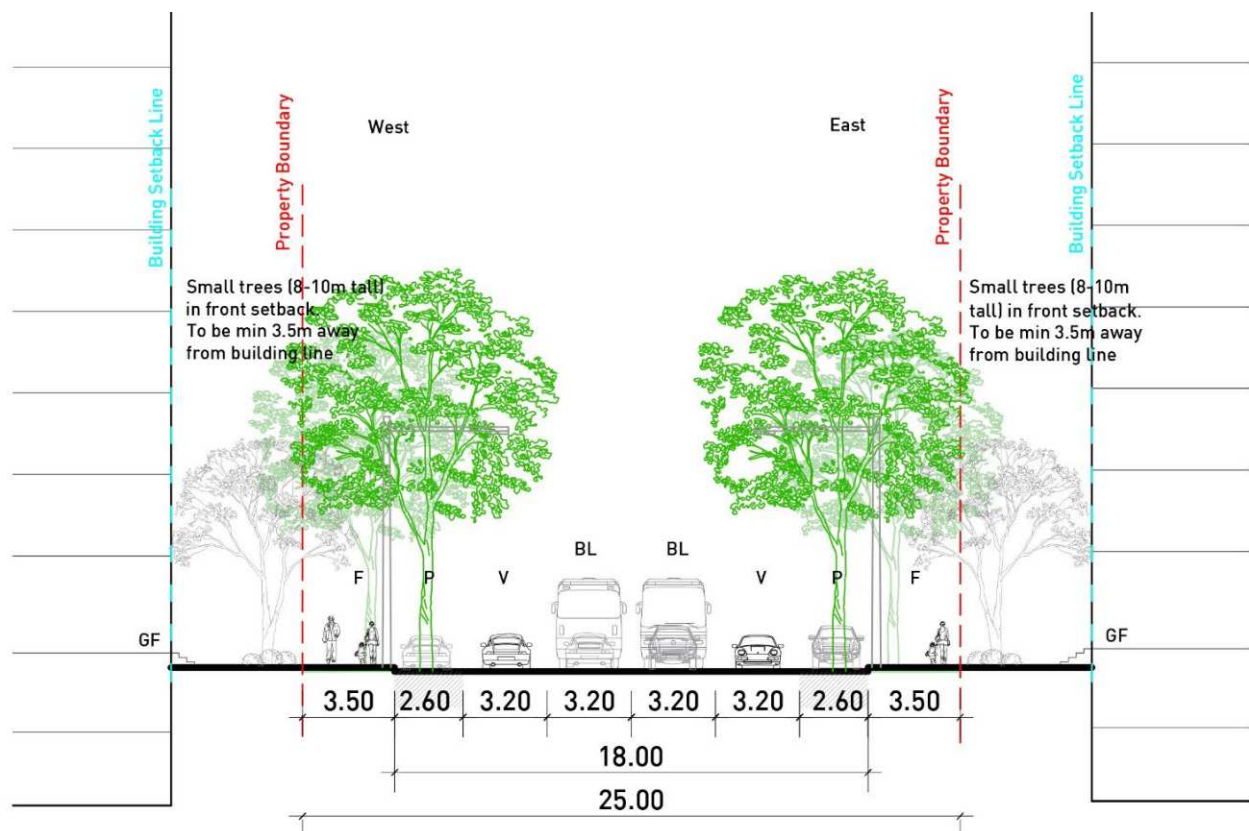 West
East
Building Setback Line
Property Boundary
Property Boundary
Building Setback Line
Small trees (8-10m tall)
in front setback.
To be min 3.5m away
from building line
Small trees (8-10m
tall) in front setback.
To be min 3.5m away
from building line
BL
BL
F
P
V
V
P
F
GF
GF
3.50
2.60
3.20
3.20
3.20
3.20
2.60
3.50
18.00
25.00